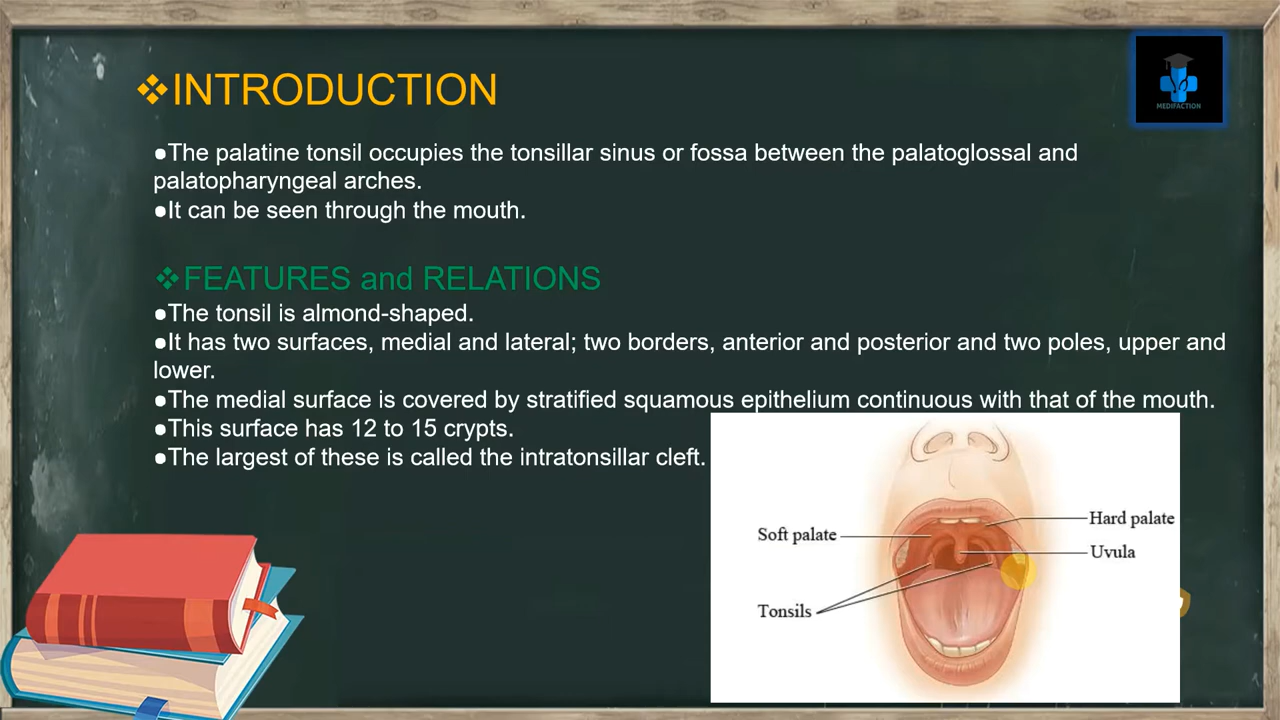 ❖INTRODUCTION
MEDIFACTION
●The palatine tonsil occupies the tonsillar sinus or fossa between the palatoglossal and
palatopharyngeal arches.
●It can be seen through the mouth.
❖FEATURES and RELATIONS
●The tonsil is almond-shaped.
●It has two surfaces, medial and lateral; two borders, anterior and posterior and two poles, upper and
lower.
●The medial surface is covered by stratified squamous epithelium continuous with that of the mouth.
●This surface has 12 to 15 crypts.
●The largest of these is called the intratonsillar cleft.
Hard palate
Soft palate
Uvula
Tonsils